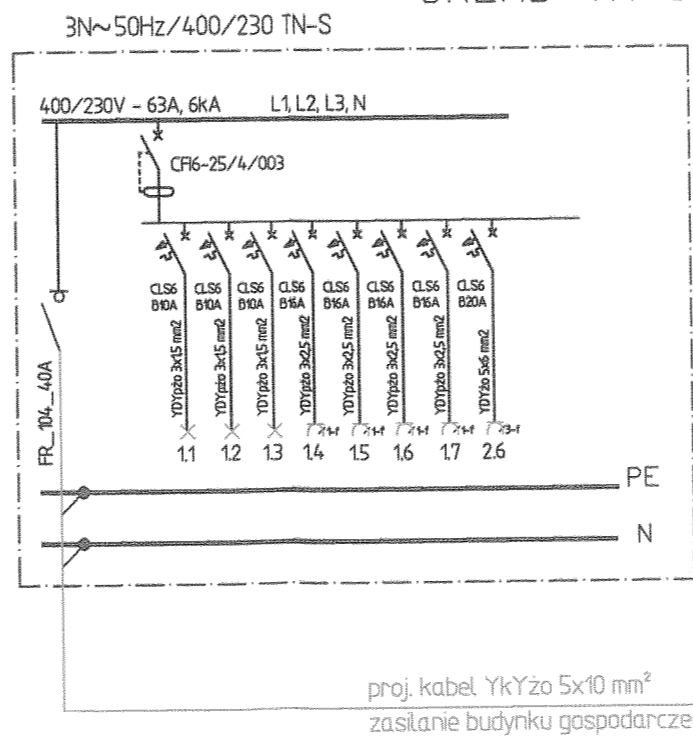 3N~50Hz/400/230 TN-S
400/230V - 63A, 6kA L1, L2, L3, N
CFI6-25/4/003
CLS6 B10A
CLS6 B10A
CLS6 B10A
CLS6 B16A
CLS6 B16A
CLS6 B16A
CLS6 B16A
CLS6 B20A
YDYpżo 3x1,5 mm2
YDYpżo 3x1,5 mm2
YDYpżo 3x1,5 mm2
YDYpżo 3x2,5 mm2
YDYpżo 3x2,5 mm2
YDYpżo 3x2,5 mm2
YDYpżo 3x2,5 mm2
YDYżo 5x6 mm2
FR_104_40A
1.1 1.2 1.3 1.4 1.5 1.6 1.7 2.6
PE
N
proj. kabel YkYżo 5x10 mm²
zasilanie budynku gospodarcze